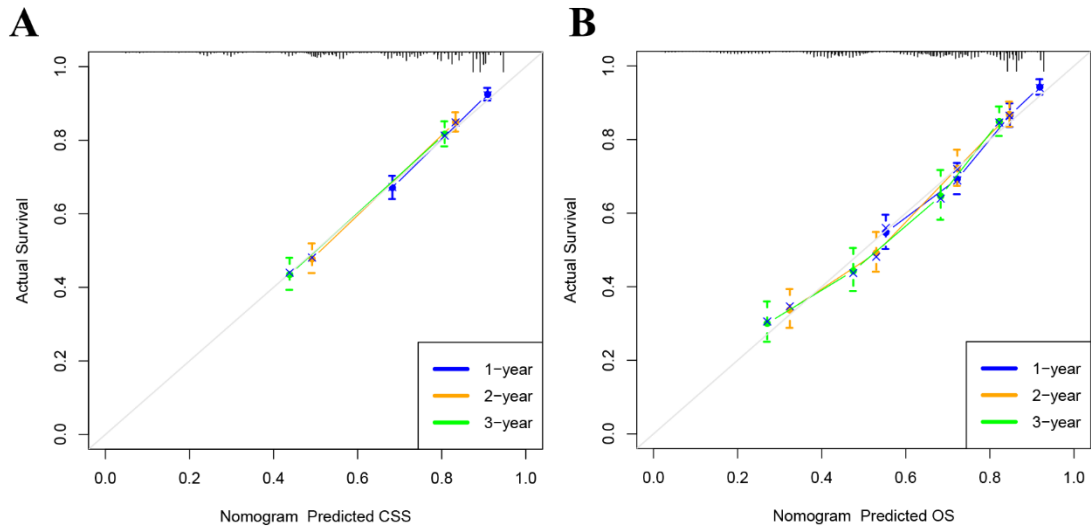 A
B
Actual Survival
1.0
0.8
0.6
0.4
0.2
0.0
1−year
2−year
3−year
0.0 0.2 0.4 0.6 0.8 1.0
Nomogram Predicted CSS
Actual Survival
1.0
0.8
0.6
0.4
0.2
0.0
1−year
2−year
3−year
0.0 0.2 0.4 0.6 0.8 1.0
Nomogram Predicted OS